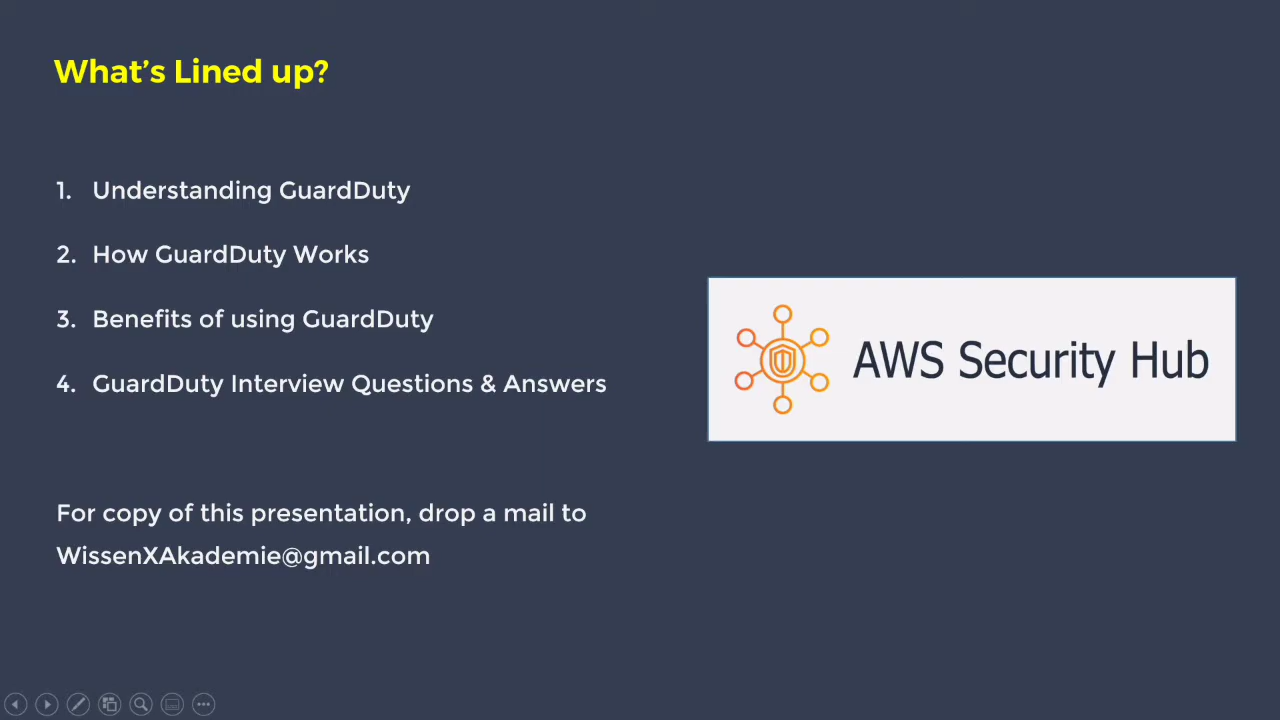 What's Lined up?
1. Understanding GuardDuty
2. How GuardDuty Works
3. Benefits of using GuardDuty
4. GuardDuty Interview Questions & Answers
AWS Security Hub
For copy of this presentation, drop a mail to
WissenXAkademie@gmail.com